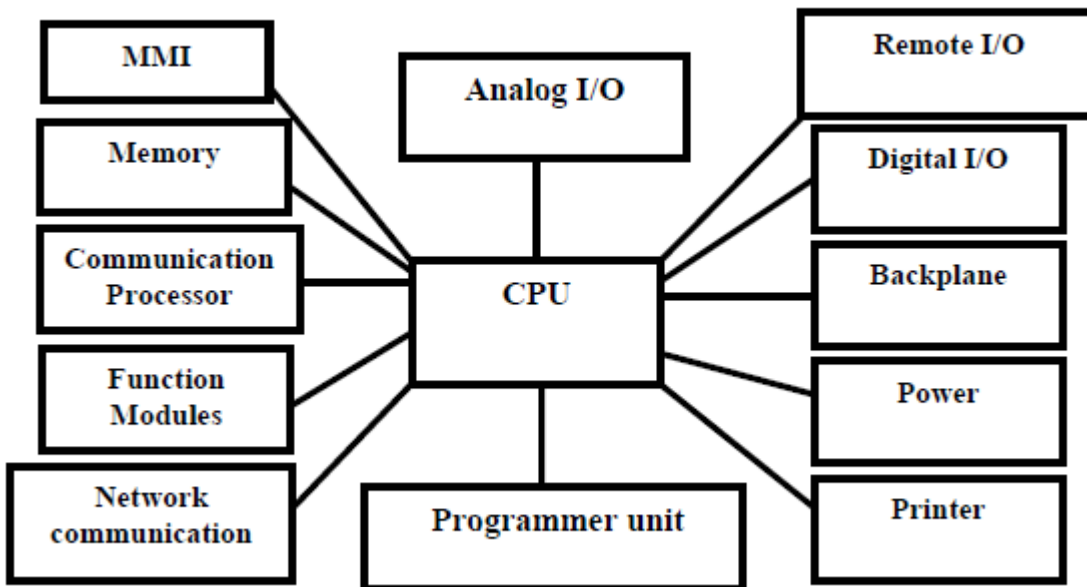 MMI
Memory
Communication
Processor
Function
Modules
Network
communication
Analog I/O
CPU
Programmer unit
Remote I/O
Digital I/O
Backplane
Power
Printer